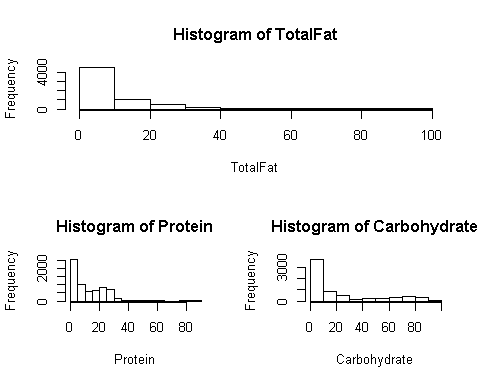 Histogram of TotalFat
Frequency
4000
0
0 20 40 60 80 100
TotalFat
Histogram of Protein
Frequency
2000
0
0 20 40 60 80
Protein
Histogram of Carbohydrate
Frequency
3000
0
0 20 40 60 80
Carbohydrate